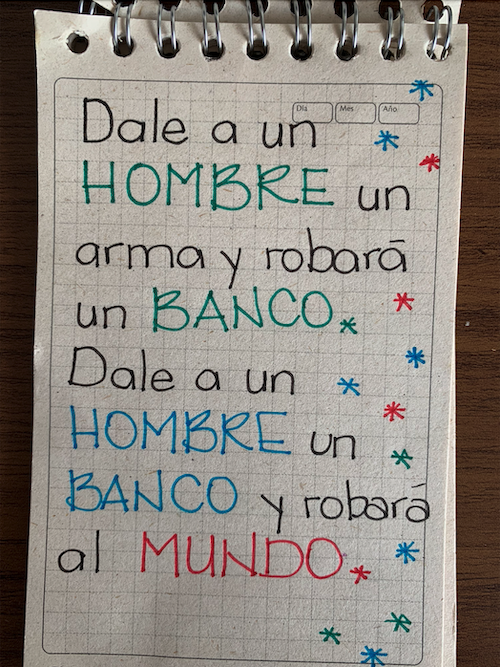 Día Mes Año
Dale a un
HOMBRE un
arma y robará
un BANCO.
Dale a un
HOMBRE un
BANCO y robará
al MUNDO.